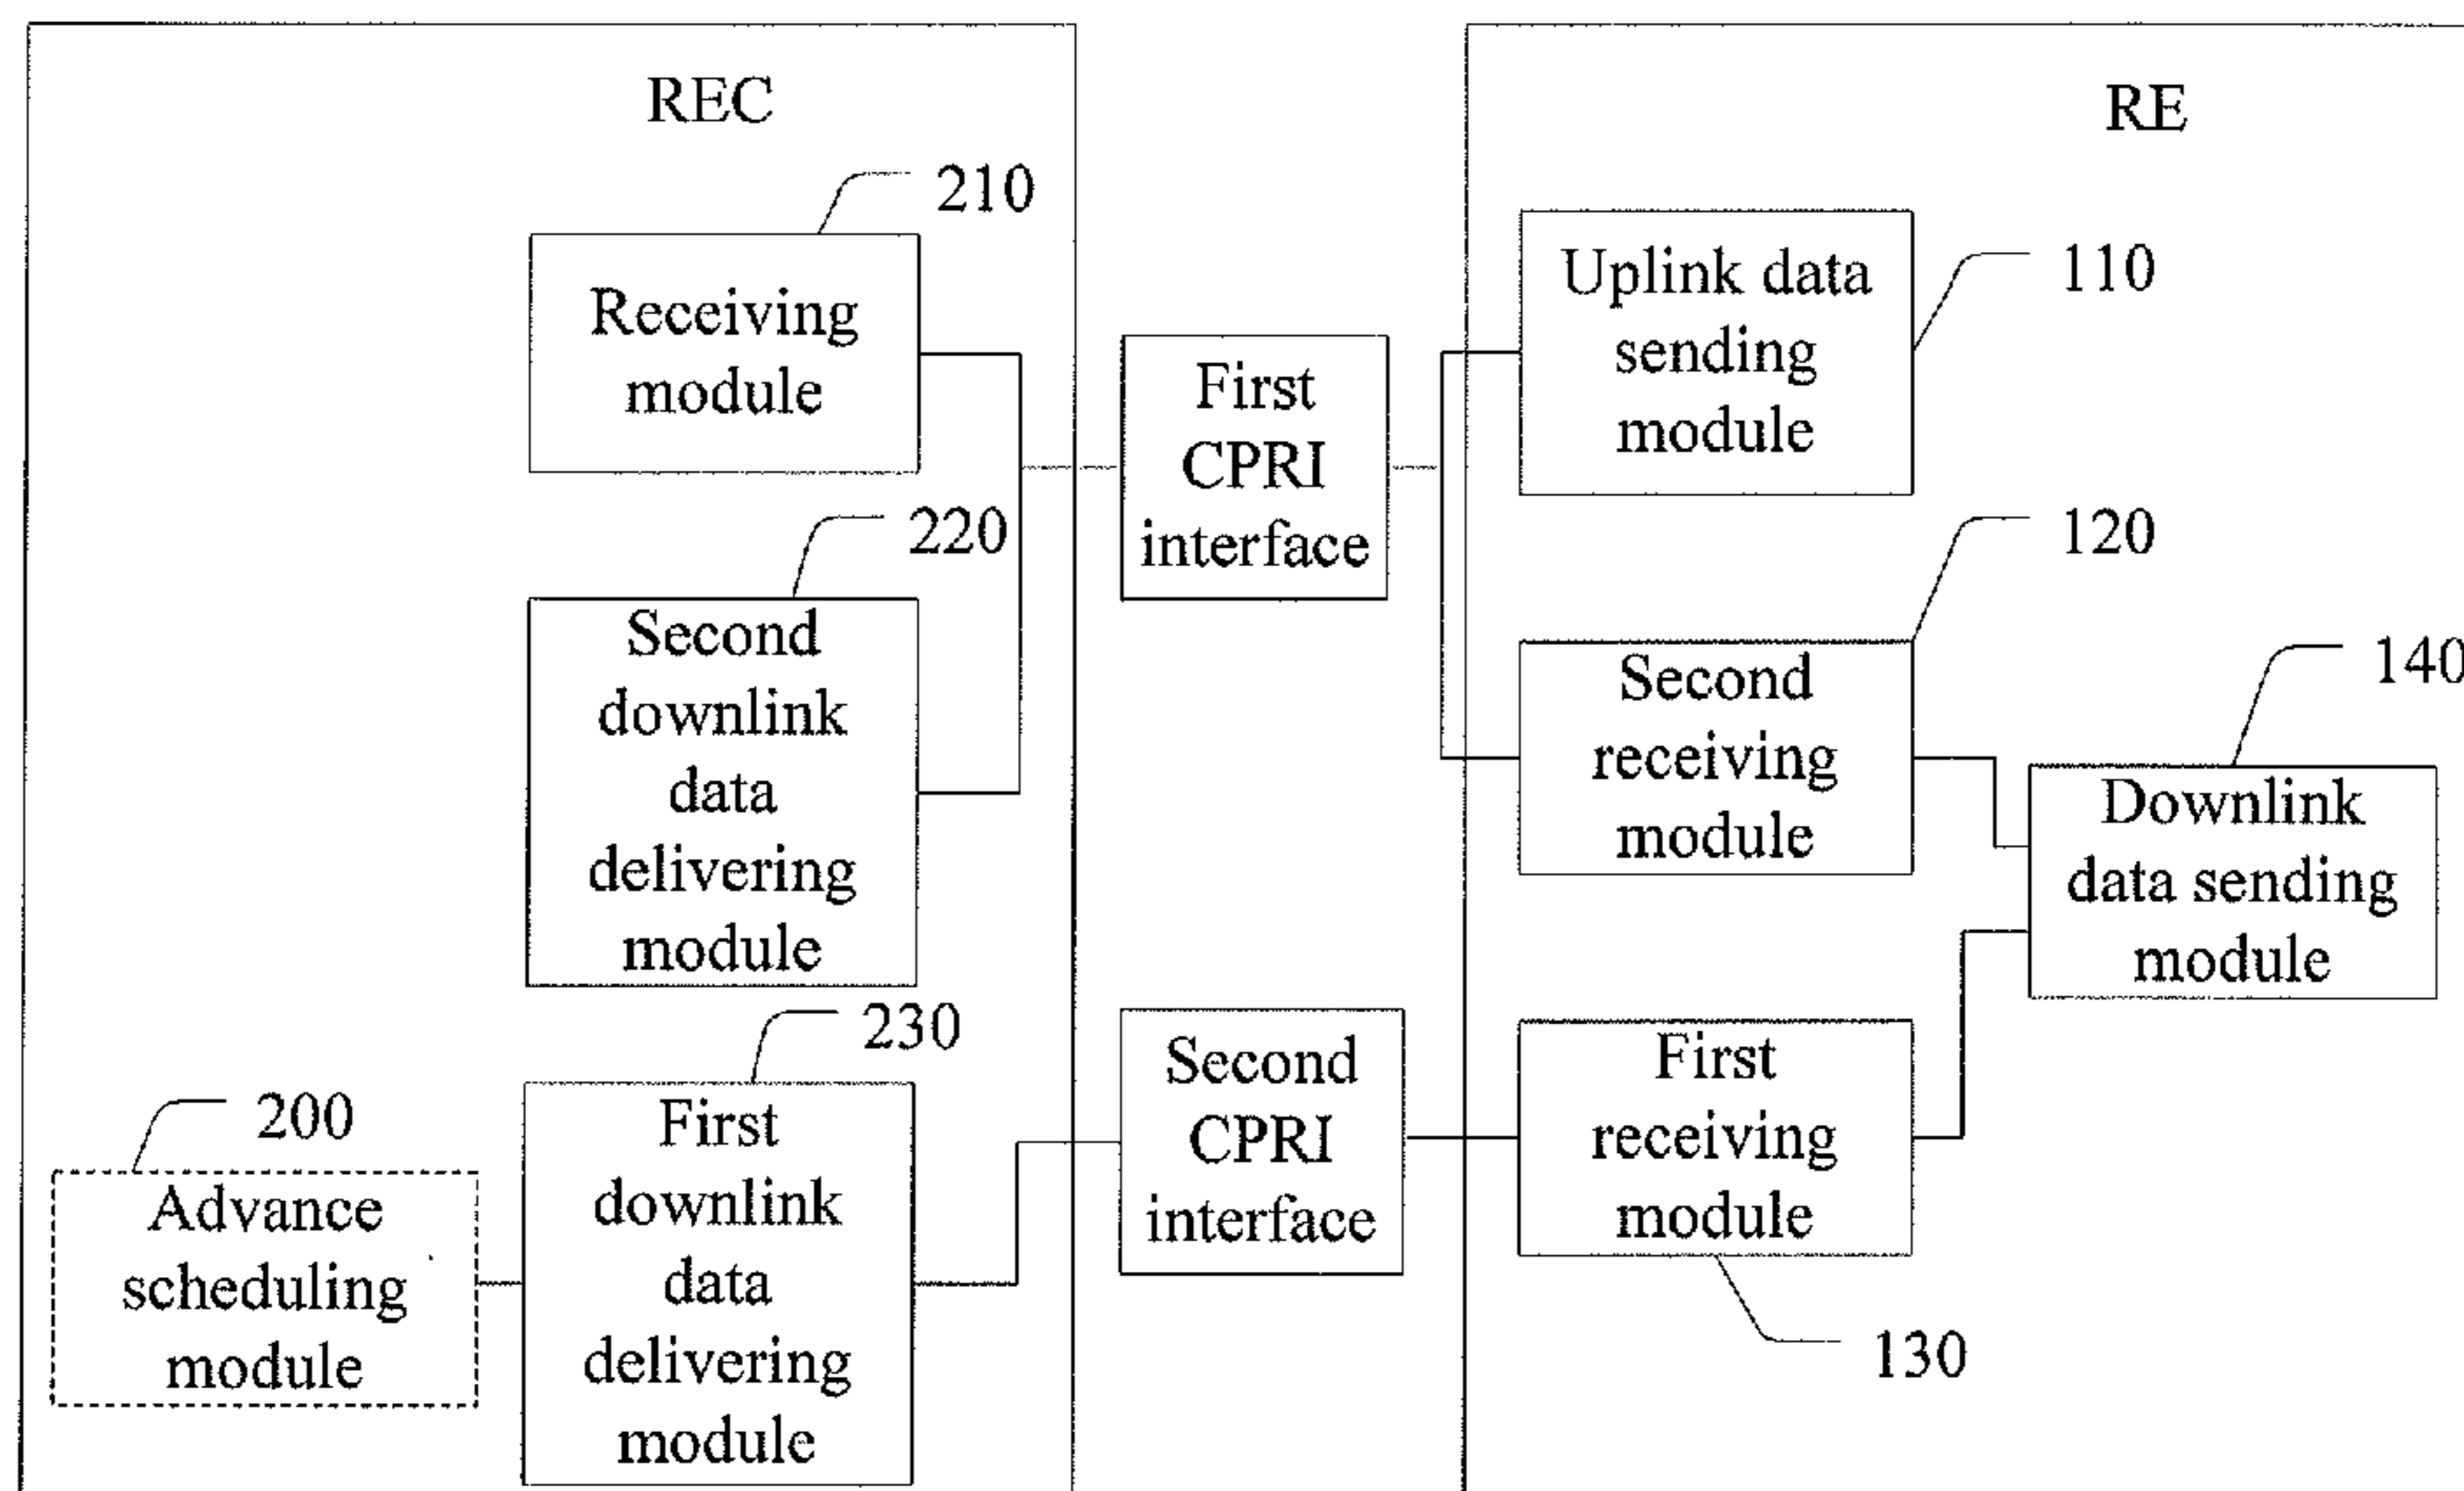 REC
RE
210
Receiving
module
220
Second
downlink
data
delivering
module
230
First
downlink
data
delivering
module
200
Advance
scheduling
module
First
CPRI
interface
Second
CPRI
interface
Uplink data
sending
module
110
120
Second
receiving
module
140
Downlink
data sending
module
First
receiving
module
130